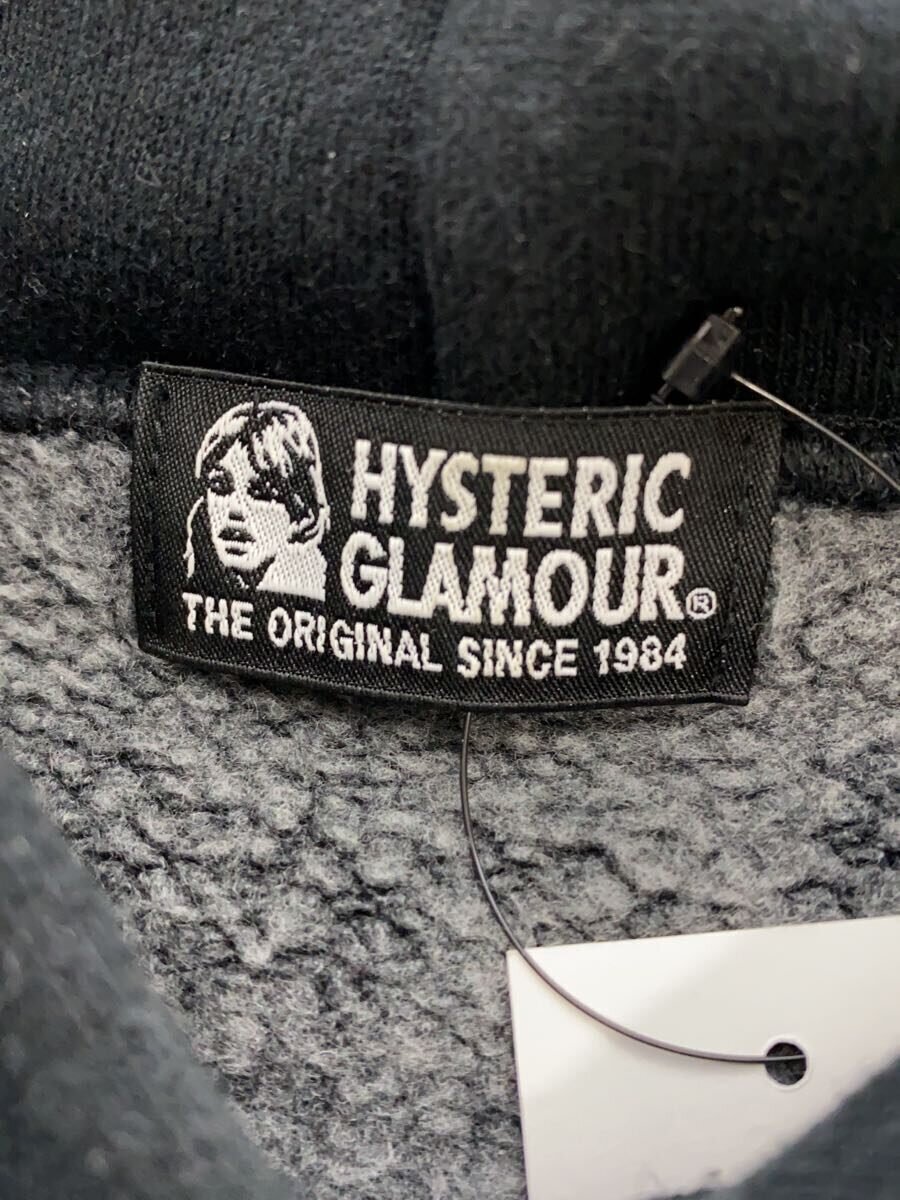 HYSTERIC
GLAMOUR®
THE ORIGINAL SINCE 1984